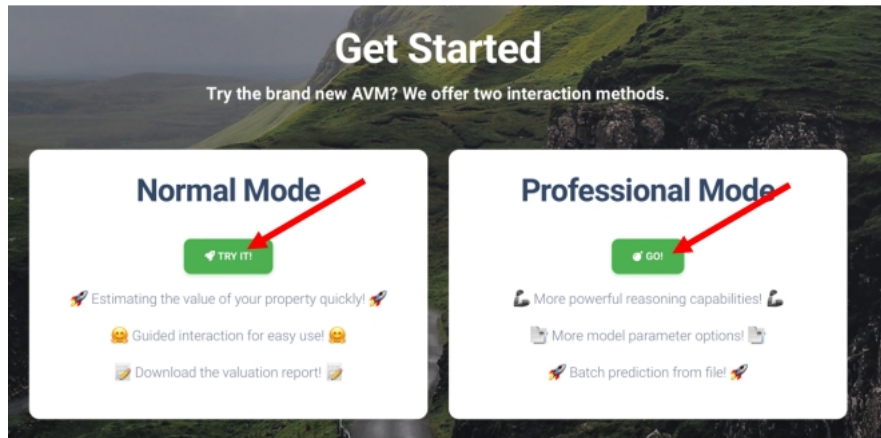 Get Started
Try the brand new AVM? We offer two interaction methods.
Normal Mode
TRY IT!
🚀 Estimating the value of your property quickly! 🚀
🤗 Guided interaction for easy use! 🤗
📝 Download the valuation report! 📝
Professional Mode
GO!
💪 More powerful reasoning capabilities! 💪
📑 More model parameter options! 📑
🚀 Batch prediction from file! 🚀